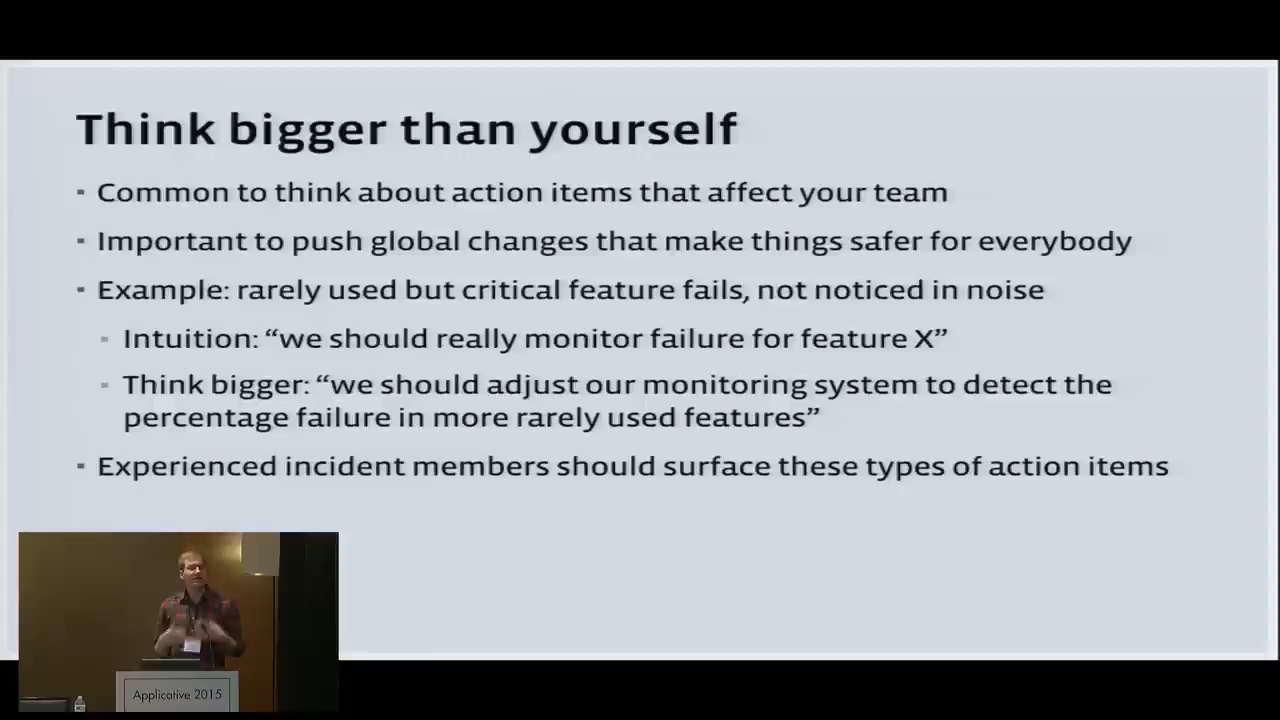 Think bigger than yourself
▪ Common to think about action items that affect your team
▪ Important to push global changes that make things safer for everybody
▪ Example: rarely used but critical feature fails, not noticed in noise
▪ Intuition: “we should really monitor failure for feature X”
▪ Think bigger: “we should adjust our monitoring system to detect the
percentage failure in more rarely used features”
▪ Experienced incident members should surface these types of action items
Applicative 2015